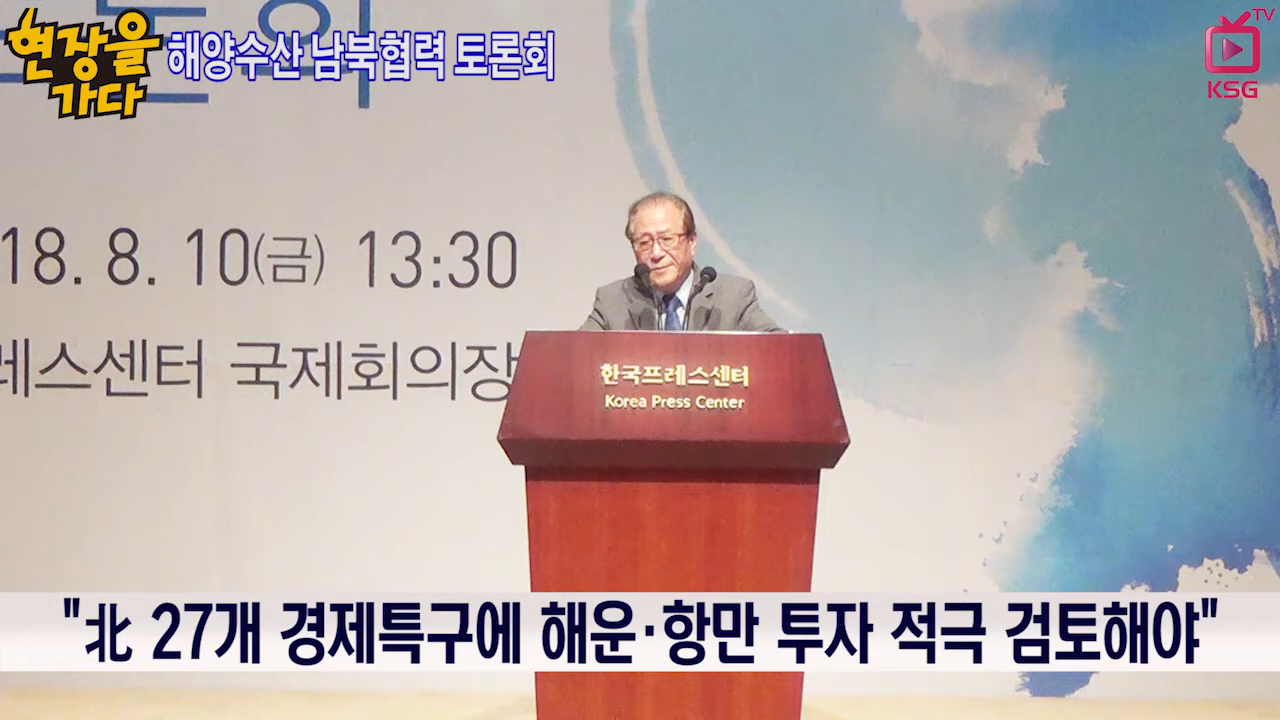 현장을
가다
해양수산 남북협력 토론회
TV
KSG
18. 8. 10(금) 13:30
레스센터 국제회의장
한국프레스센터
Korea Press Center
"北 27개 경제특구에 해운·항만 투자 적극 검토해야"